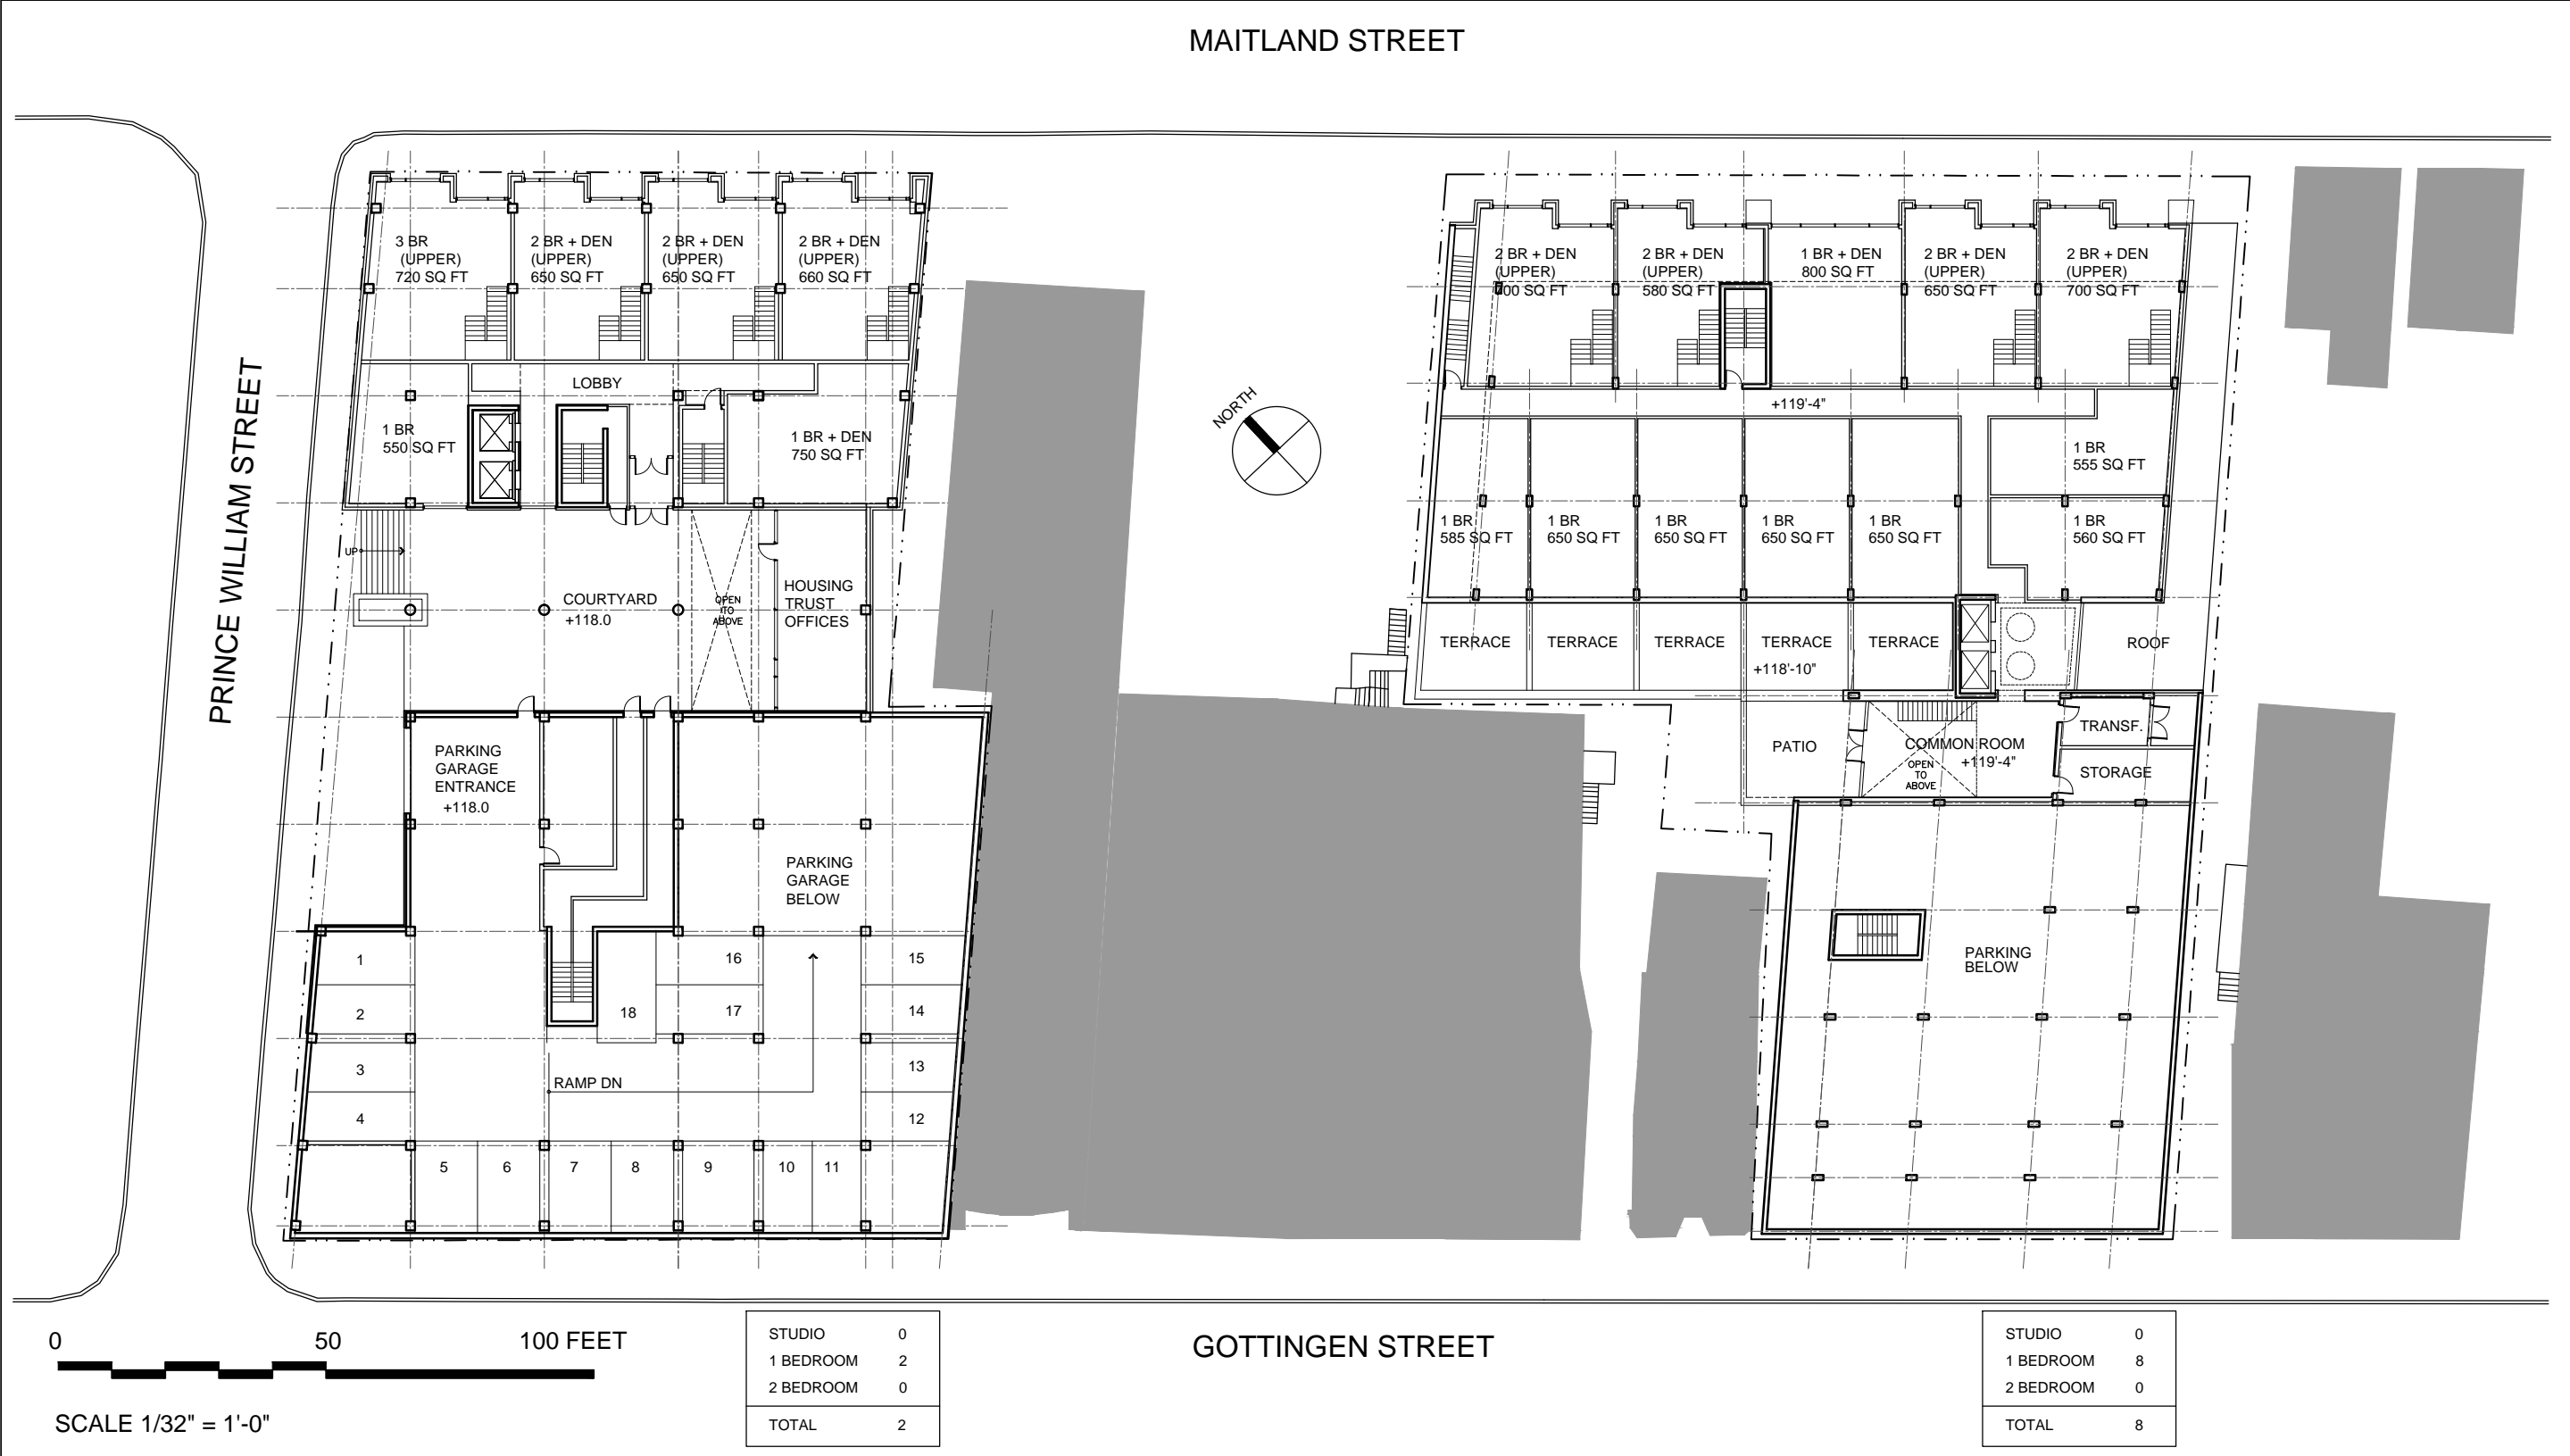 MAITLAND STREET
PRINCE WILLIAM STREET
3 BR
(UPPER)
720 SQ FT
2 BR + DEN
(UPPER)
650 SQ FT
2 BR + DEN
(UPPER)
650 SQ FT
2 BR + DEN
(UPPER)
660 SQ FT
LOBBY
1 BR
550 SQ FT
1 BR + DEN
750 SQ FT
UP
COURTYARD
+118.0
OPEN
TO
ABOVE
HOUSING
TRUST
OFFICES
PARKING
GARAGE
ENTRANCE
+118.0
PARKING
GARAGE
BELOW
1
2
3
4
5
6
7
8
9
10
11
12
13
14
15
16
17
18
RAMP DN
NORTH
2 BR + DEN
(UPPER)
700 SQ FT
2 BR + DEN
(UPPER)
580 SQ FT
1 BR + DEN
800 SQ FT
2 BR + DEN
(UPPER)
650 SQ FT
2 BR + DEN
(UPPER)
700 SQ FT
+119'-4"
1 BR
555 SQ FT
1 BR
585 SQ FT
1 BR
650 SQ FT
1 BR
650 SQ FT
1 BR
650 SQ FT
1 BR
650 SQ FT
1 BR
560 SQ FT
TERRACE
TERRACE
TERRACE
TERRACE
TERRACE
+118'-10"
ROOF
PATIO
COMMON ROOM
+119'-4"
OPEN
TO
ABOVE
TRANSF.
STORAGE
PARKING
BELOW
0 50 100 FEET
SCALE 1/32" = 1'-0"
STUDIO 0
1 BEDROOM 2
2 BEDROOM 0
TOTAL 2
GOTTINGEN STREET
STUDIO 0
1 BEDROOM 8
2 BEDROOM 0
TOTAL 8